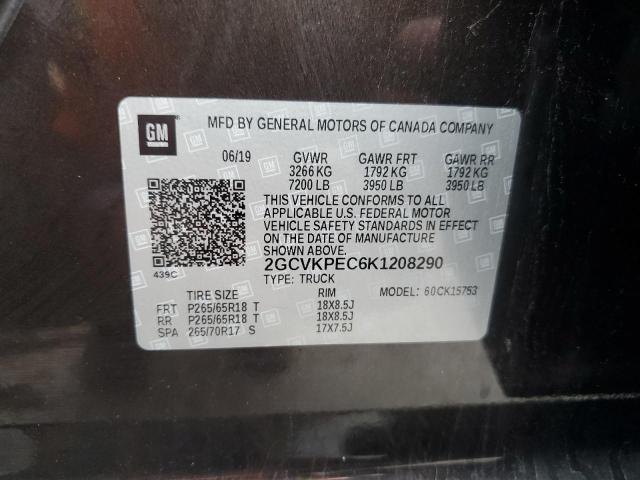 GM
MFD BY GENERAL MOTORS OF CANADA COMPANY
06/19 GVWR GAWR FRT GAWR RR
3266 KG 1792 KG 1792 KG
7200 LB 3950 LB 3950 LB
THIS VEHICLE CONFORMS TO ALL
APPLICABLE U.S. FEDERAL MOTOR
VEHICLE SAFETY STANDARDS IN EFFECT
ON THE DATE OF MANUFACTURE
SHOWN ABOVE.
2GCVKPEC6K1208290
439C
TYPE: TRUCK MODEL: 60CK15753
TIRE SIZE RIM
FRT P265/65R18 T 18X8.5J
RR P265/65R18 T 18X8.5J
SPA 265/70R17 S 17X7.5J